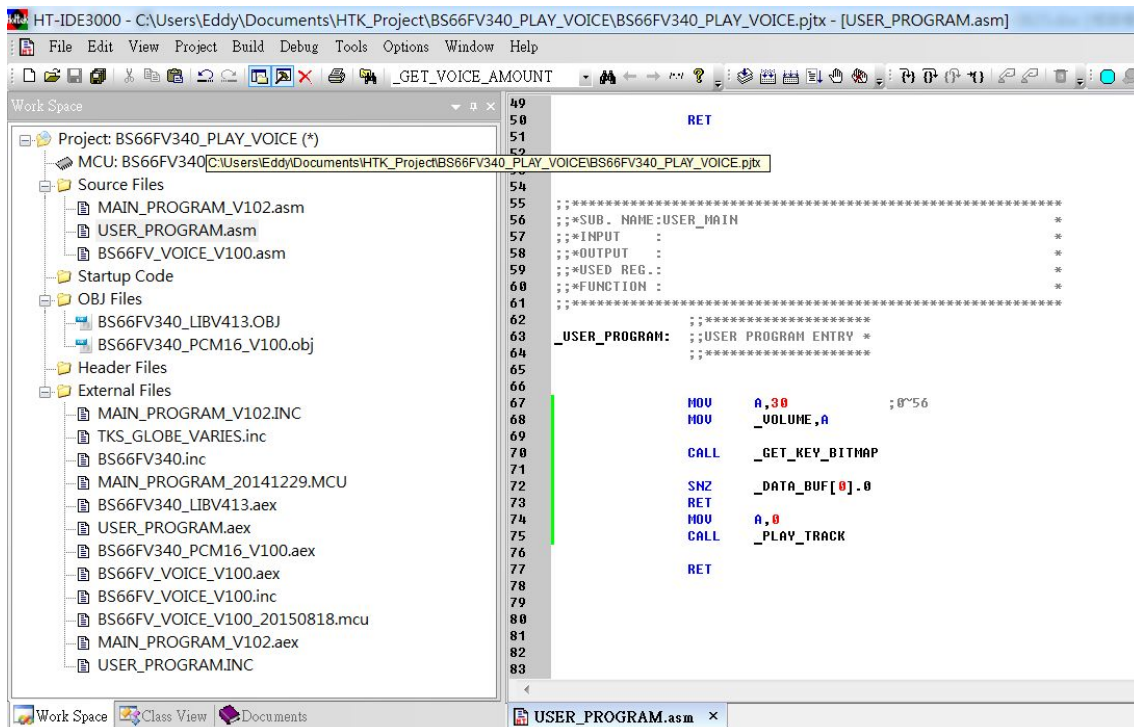 HT-IDE3000 - C:\Users\Eddy\Documents\HTK_Project\BS66FV340_PLAY_VOICE\BS66FV340_PLAY_VOICE.pjtx - [USER_PROGRAM.asm]
File Edit View Project Build Debug Tools Options Window Help
_GET_VOICE_AMOUNT
Work Space
Project: BS66FV340_PLAY_VOICE (*)
MCU: BS66FV340
C:\Users\Eddy\Documents\HTK_Project\BS66FV340_PLAY_VOICE\BS66FV340_PLAY_VOICE.pjtx
Source Files
MAIN_PROGRAM_V102.asm
USER_PROGRAM.asm
BS66FV_VOICE_V100.asm
Startup Code
OBJ Files
BS66FV340_LIBV413.OBJ
BS66FV340_PCM16_V100.obj
Header Files
External Files
MAIN_PROGRAM_V102.INC
TKS_GLOBE_VARIES.inc
BS66FV340.inc
MAIN_PROGRAM_20141229.MCU
BS66FV340_LIBV413.aex
USER_PROGRAM.aex
BS66FV340_PCM16_V100.aex
BS66FV_VOICE_V100.aex
BS66FV_VOICE_V100.inc
BS66FV_VOICE_V100_20150818.mcu
MAIN_PROGRAM_V102.aex
USER_PROGRAM.INC
Work Space Class View Documents
49
50 RET
51
52
54
55 ;;***********************************************************
56 ;;*SUB. NAME:USER_MAIN *
57 ;;*INPUT : *
58 ;;*OUTPUT : *
59 ;;*USED REG.: *
60 ;;*FUNCTION : *
61 ;;***********************************************************
62 ;;********************
63 _USER_PROGRAM: ;;USER PROGRAM ENTRY *
64 ;;********************
65
66
67 MOV A,30 ;0~56
68 MOV _VOLUME,A
69
70 CALL _GET_KEY_BITMAP
71
72 SNZ _DATA_BUF[0].0
73 RET
74 MOV A,0
75 CALL _PLAY_TRACK
76
77 RET
78
79
80
81
82
83
USER_PROGRAM.asm ×